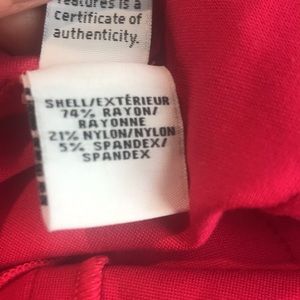 features is a
certificate of
authenticity.
SHELL/EXTÉRIEUR
74% RAYON/
RAYONNE
21% NYLON/NYLON
5% SPANDEX/
SPANDEX